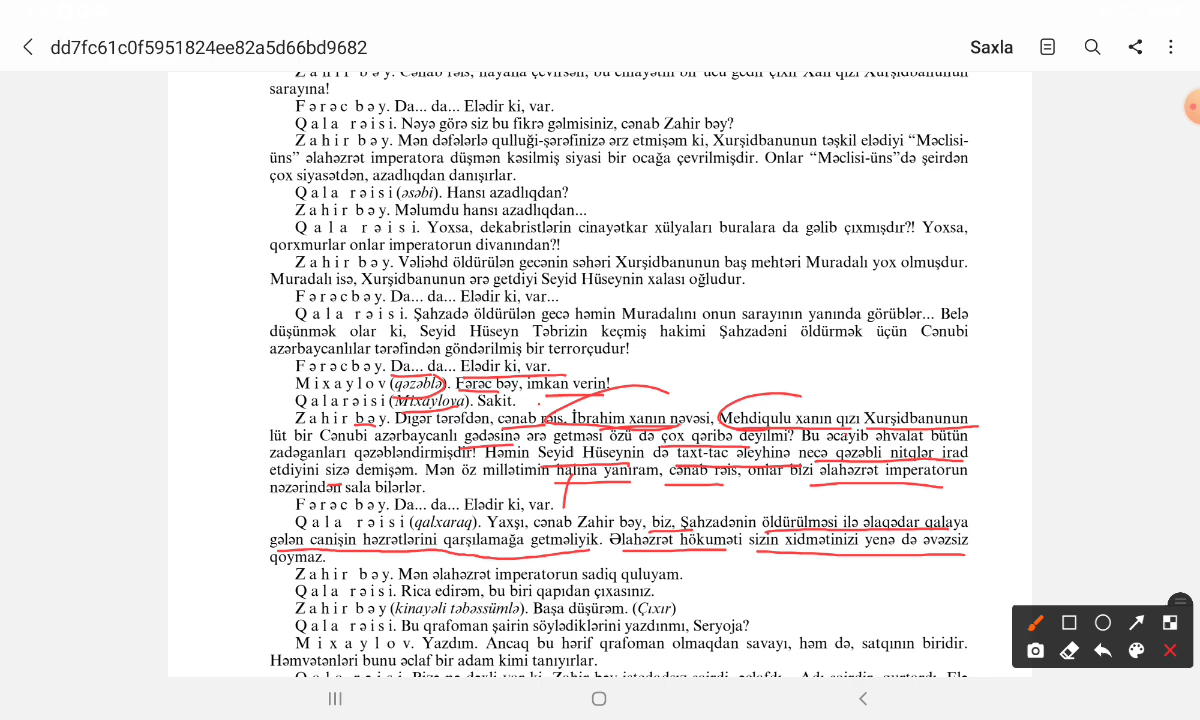 dd7fc61c0f5951824ee82a5d66bd9682
Saxla
Z a h i r b ə y. Cənab rəis, hayana çevirsən, bu cinayətin bir ucu gedir çıxır Xan qızı Xurşidbanunun
sarayına!
F ə r ə c b ə y. Da... da... Elədir ki, var.
Q a l a r ə i s i. Nəyə görə siz bu fikrə gəlmisiniz, cənab Zahir bəy?
Z a h i r b ə y. Mən dəfələrlə qulluği-şərəfinizə ərz etmişəm ki, Xurşidbanunun təşkil elədiyi “Məclisi-
üns” əlahəzrət imperatora düşmən kəsilmiş siyasi bir ocağa çevrilmişdir. Onlar “Məclisi-üns”də şeirdən
çox siyasətdən, azadlıqdan danışırlar.
Q a l a r ə i s i (əsəbi). Hansı azadlıqdan?
Z a h i r b ə y. Məlumdu hansı azadlıqdan...
Q a l a r ə i s i. Yoxsa, dekabristlərin cinayətkar xülyaları buralara da gəlib çıxmışdır?! Yoxsa,
qorxmurlar onlar imperatorun divanından?!
Z a h i r b ə y. Vəliəhd öldürülən gecənin səhəri Xurşidbanunun baş mehtəri Muradalı yox olmuşdur.
Muradalı isə, Xurşidbanunun ərə getdiyi Seyid Hüseynin xalası oğludur.
F ə r ə c b ə y. Da... da... Elədir ki, var...
Q a l a r ə i s i. Şahzadə öldürülən gecə həmin Muradalını onun sarayının yanında görüblər... Belə
düşünmək olar ki, Seyid Hüseyn Təbrizin keçmiş hakimi Şahzadəni öldürmək üçün Cənubi
azərbaycanlılar tərəfindən göndərilmiş bir terrorçudur!
F ə r ə c b ə y. Da... da... Elədir ki, var.
M i x a y l o v (qəzəblə). Fərəc bəy, imkan verin!
Q a l a r ə i s i (Mixaylova). Sakit.
Z a h i r b ə y. Digər tərəfdən, cənab rəis, İbrahim xanın nəvəsi, Mehdiqulu xanın qızı Xurşidbanunun
lüt bir Cənubi azərbaycanlı gədəsinə ərə getməsi özü də çox qəribə deyilmi? Bu əcayib əhvalat bütün
zadəganları qəzəbləndirmişdir! Həmin Seyid Hüseynin də taxt-tac əleyhinə necə qəzəbli nitqlər irad
etdiyini sizə demişəm. Mən öz millətimin halına yanıram, cənab rəis, onlar bizi əlahəzrət imperatorun
nəzərindən sala bilərlər.
F ə r ə c b ə y. Da... da... Elədir ki, var.
Q a l a r ə i s i (qalxaraq). Yaxşı, cənab Zahir bəy, biz, Şahzadənin öldürülməsi ilə əlaqədar qalaya
gələn canişin həzrətlərini qarşılamağa getməliyik. Əlahəzrət hökuməti sizin xidmətinizi yenə də əvəzsiz
qoymaz.
Z a h i r b ə y. Mən əlahəzrət imperatorun sadiq quluyam.
Q a l a r ə i s i. Rica edirəm, bu biri qapıdan çıxasınız.
Z a h i r b ə y (kinayəli təbəssümlə). Başa düşürəm. (Çıxır)
Q a l a r ə i s i. Bu qrafoman şairin söylədiklərini yazdınmı, Seryoja?
M i x a y l o v. Yazdım. Ancaq bu hərif qrafoman olmaqdan savayı, həm də, satqının biridir.
Həmvətənləri bunu əclaf bir adam kimi tanıyırlar.